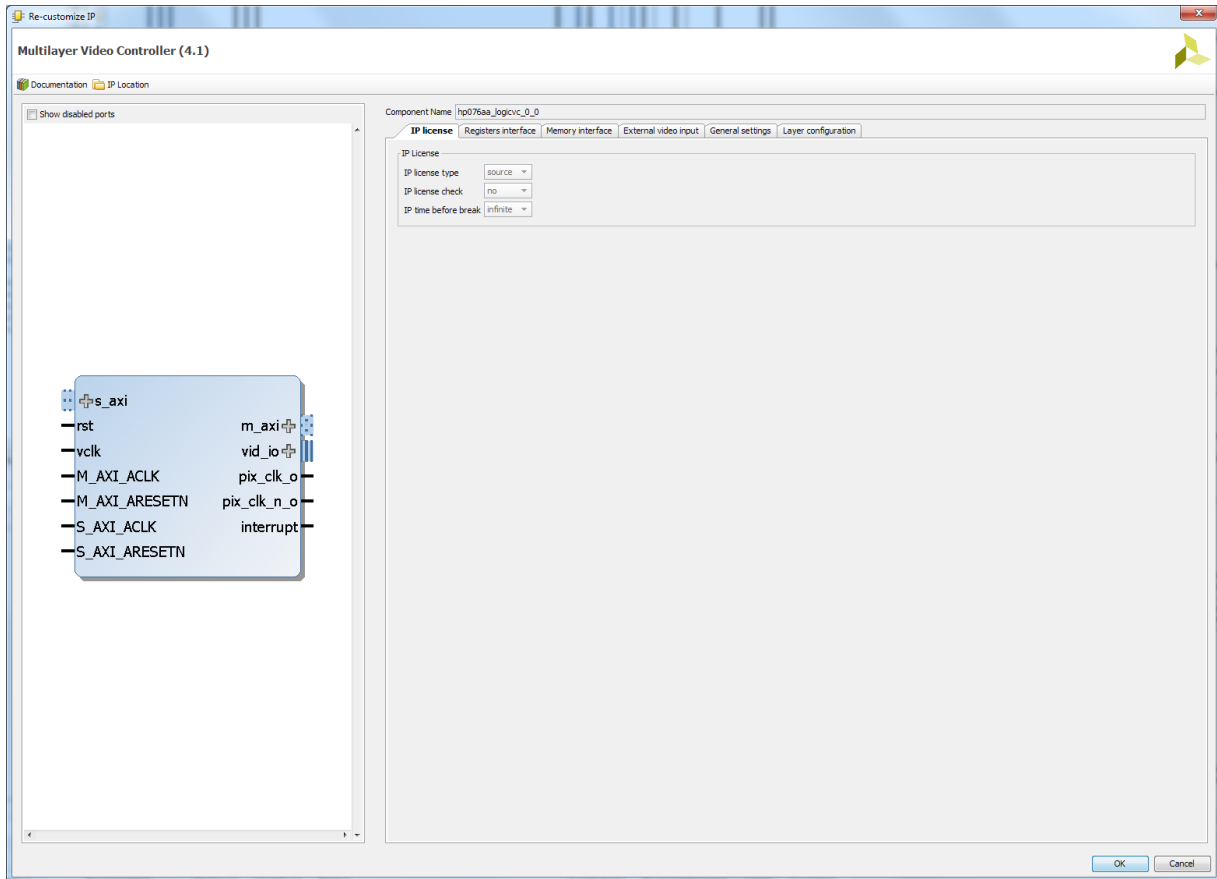 Re-customize IP
Multilayer Video Controller (4.1)
Documentation IP Location
Show disabled ports
s_axi
rst
vclk
M_AXI_ACLK
M_AXI_ARESETN
S_AXI_ACLK
S_AXI_ARESETN
m_axi
vid_io
pix_clk_o
pix_clk_n_o
interrupt
Component Name hp076aa_logicvc_0_0
IP license Registers interface Memory interface External video input General settings Layer configuration
IP License
IP license type source
IP license check no
IP time before break infinite
OK Cancel